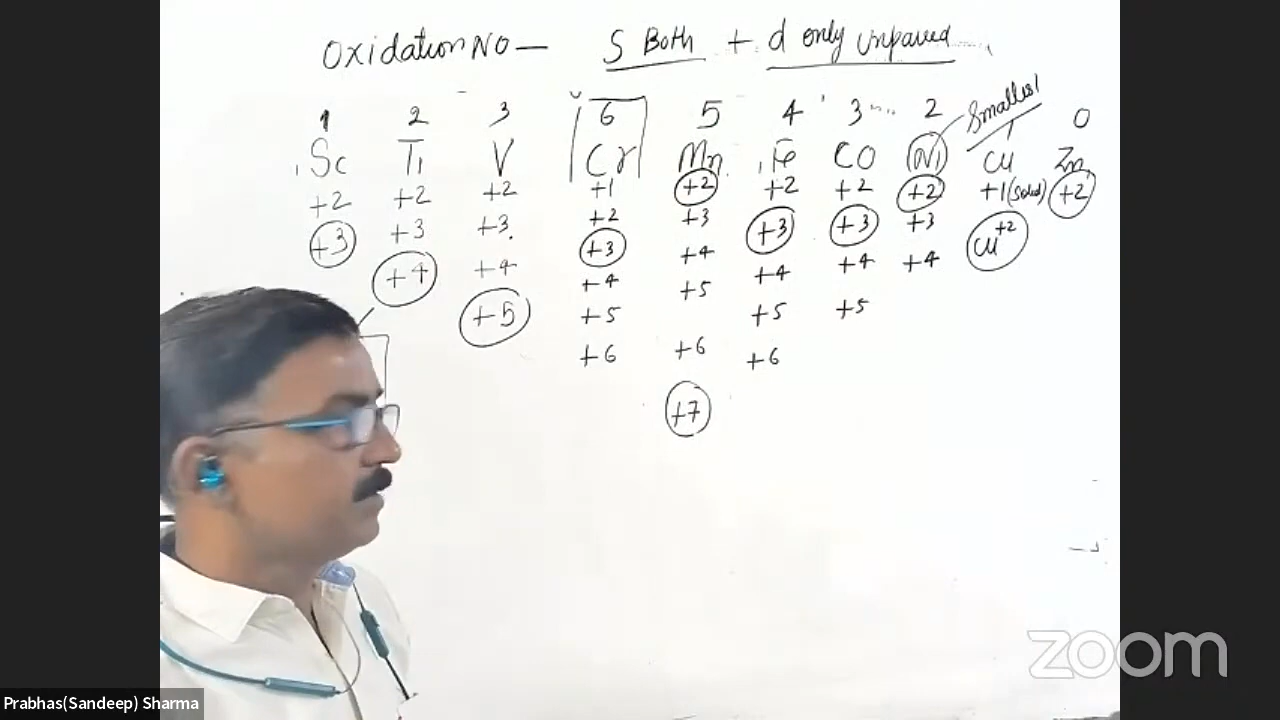 Oxidation NO — S Both + d only unpaired
1 2 3 6 5 4 3 2 1 0
Smallest
Sc Ti V Cr Mn Fe CO Ni Cu Zn
+2 +2 +2 +1 +2 +2 +2 +2 +1(solid) +2
+3 +3 +3 +2 +3 +3 +3 +3 Cu+2
+4 +4 +3 +4 +4 +4 +4
+5 +4 +5 +5 +5
+5 +6 +6
+6 +7
zoom
Prabhas(Sandeep) Sharma